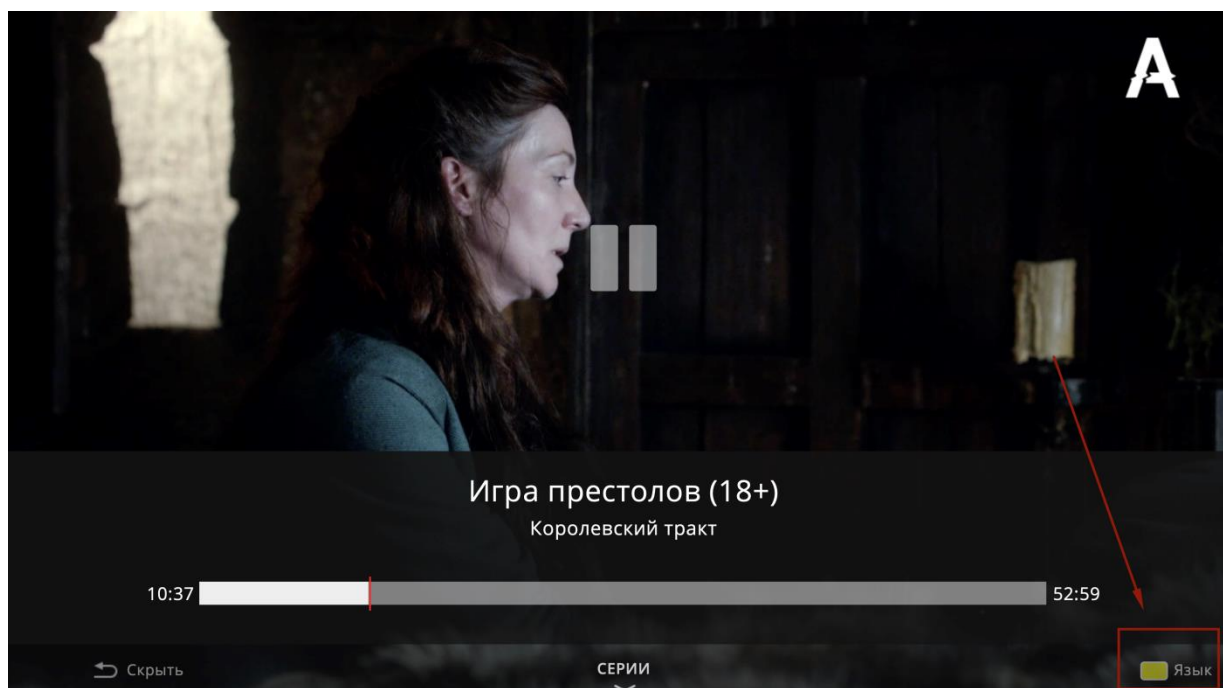 A
Игра престолов (18+)
Королевский тракт
10:37
52:59
Скрыть
СЕРИИ
Язык